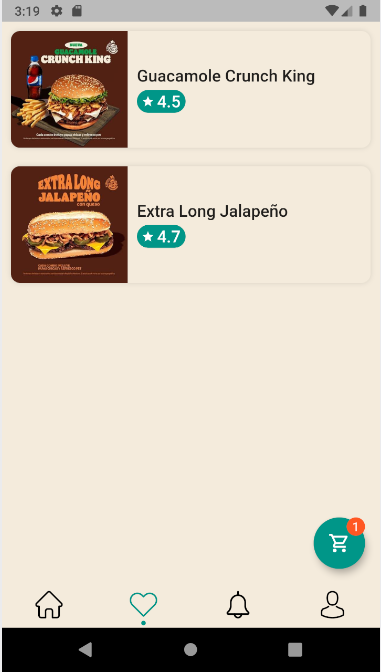 3:19
NUEVA
GUACAMOLE
CRUNCH KING
Guacamole Crunch King
4.5
EXTRA LONG
JALAPEÑO
con queso
Extra Long Jalapeño
4.7
1